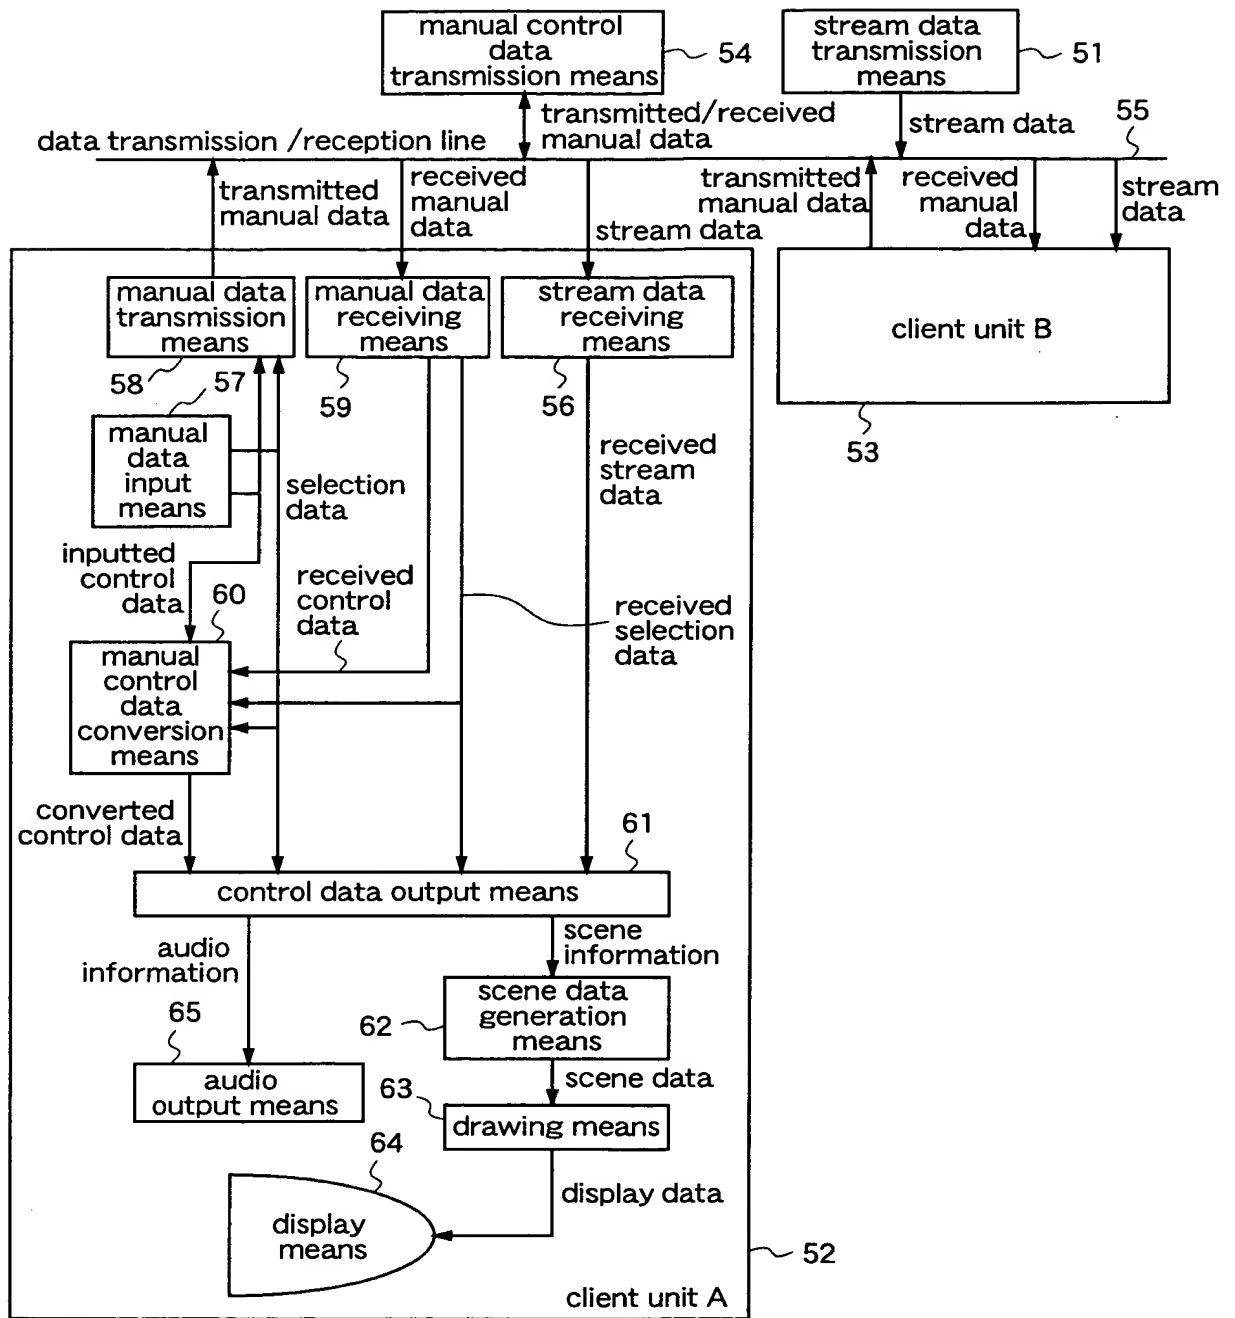 manual control
data
transmission means
54
stream data
transmission
means
51
transmitted/received
manual data
stream data
55
data transmission /reception line
transmitted
manual data
received
manual
data
stream data
transmitted
manual data
received
manual
data
stream
data
manual data
transmission
means
58
manual data
receiving
means
59
stream data
receiving
means
56
client unit B
53
57
manual
data
input
means
selection
data
received
stream
data
inputted
control
data
received
control
data
received
selection
data
60
manual
control
data
conversion
means
converted
control data
61
control data output means
audio
information
scene
information
scene data
generation
means
62
65
audio
output means
scene data
63
drawing means
64
display data
display
means
52
client unit A